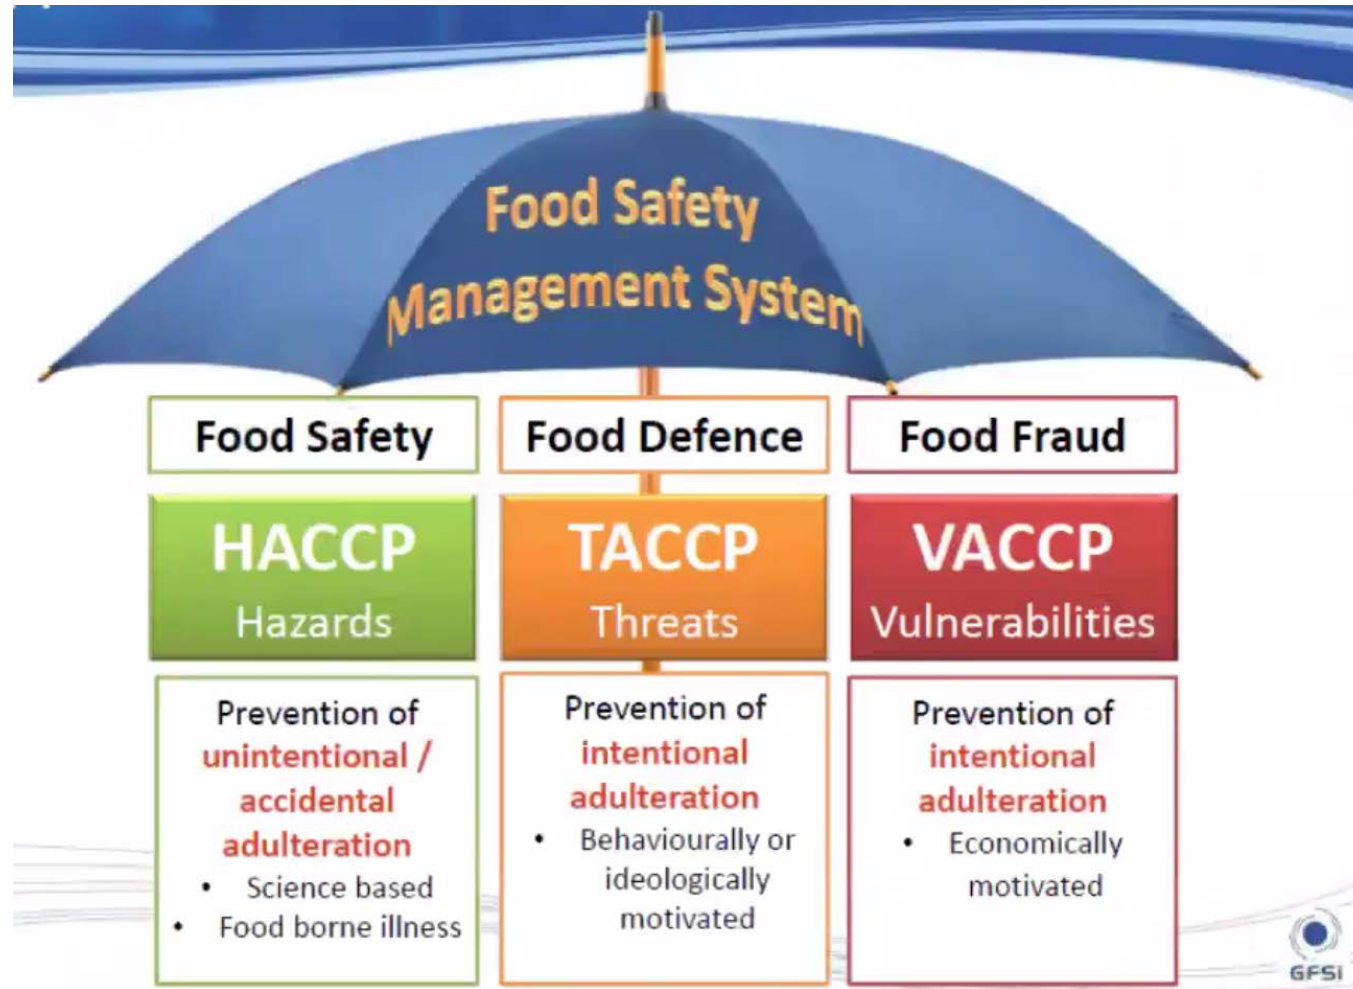 Food Safety
Management System
Food Safety
HACCP
Hazards
Prevention of
unintentional /
accidental
adulteration
• Science based
• Food borne illness
Food Defence
TACCP
Threats
Prevention of
intentional
adulteration
• Behaviourally or
ideologically
motivated
Food Fraud
VACCP
Vulnerabilities
Prevention of
intentional
adulteration
• Economically
motivated
GFSi